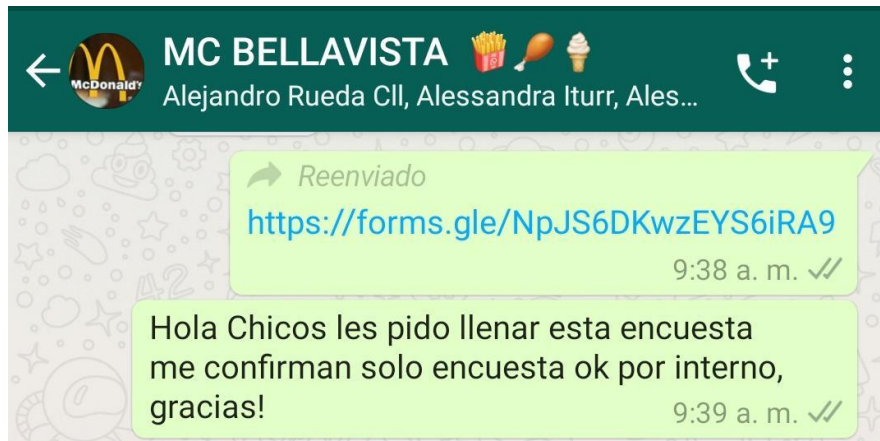 MC BELLAVISTA 🍟🍗🍦
McDonald's
Alejandro Rueda Cll, Alessandra Iturr, Ales...
Reenviado
https://forms.gle/NpJS6DKwzEYS6iRA9
9:38 a. m.
Hola Chicos les pido llenar esta encuesta
me confirman solo encuesta ok por interno,
gracias!
9:39 a. m.